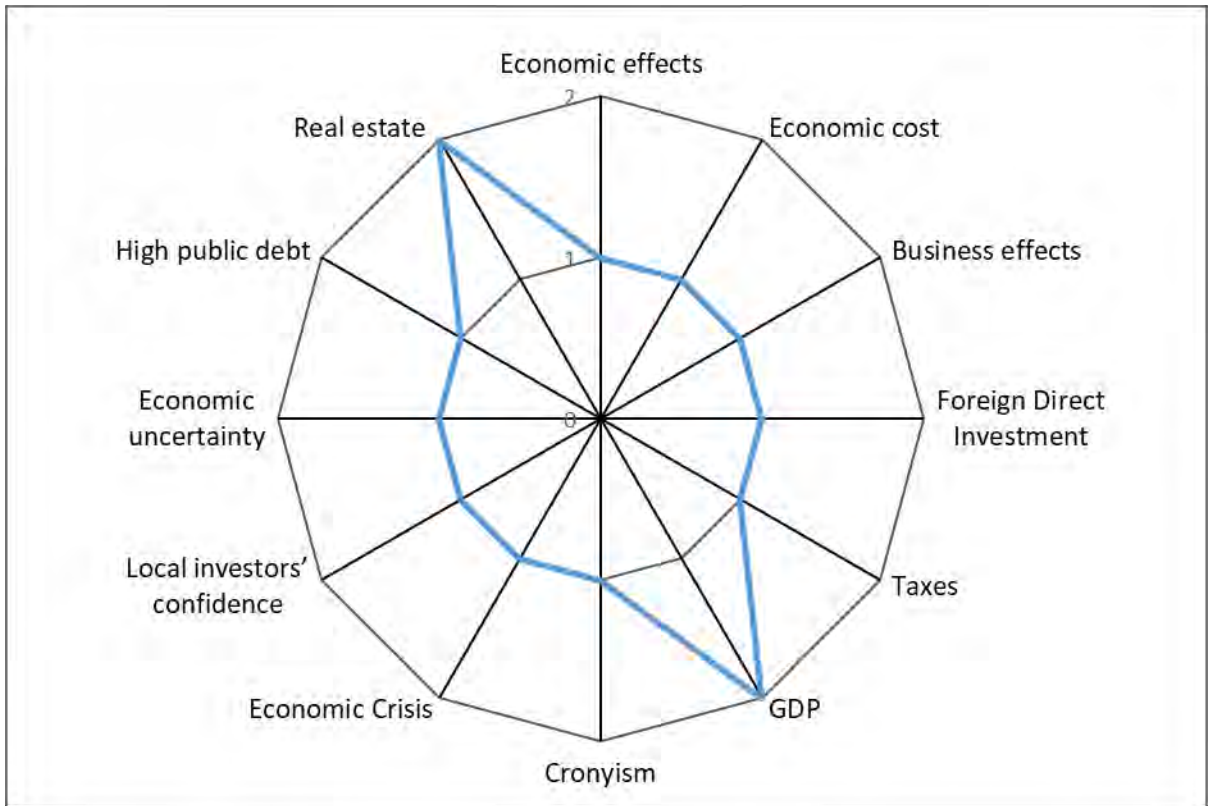 Economic effects
2
Real estate
Economic cost
High public debt
1
Business effects
Economic
uncertainty
0
Foreign Direct
Investment
Local investors’
confidence
Taxes
Economic Crisis
GDP
Cronyism